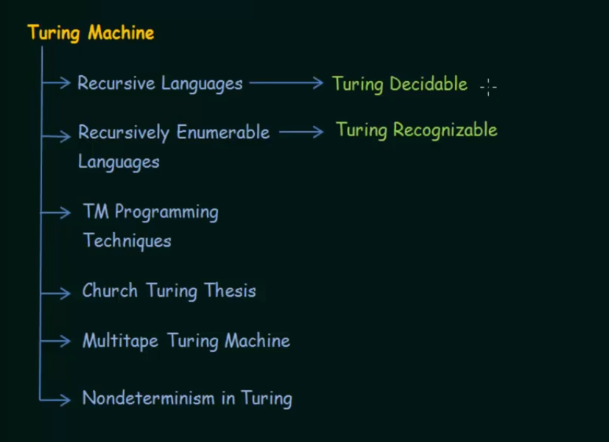 Turing Machine
Recursive Languages
Turing Decidable
Recursively Enumerable
Languages
Turing Recognizable
TM Programming
Techniques
Church Turing Thesis
Multitape Turing Machine
Nondeterminism in Turing